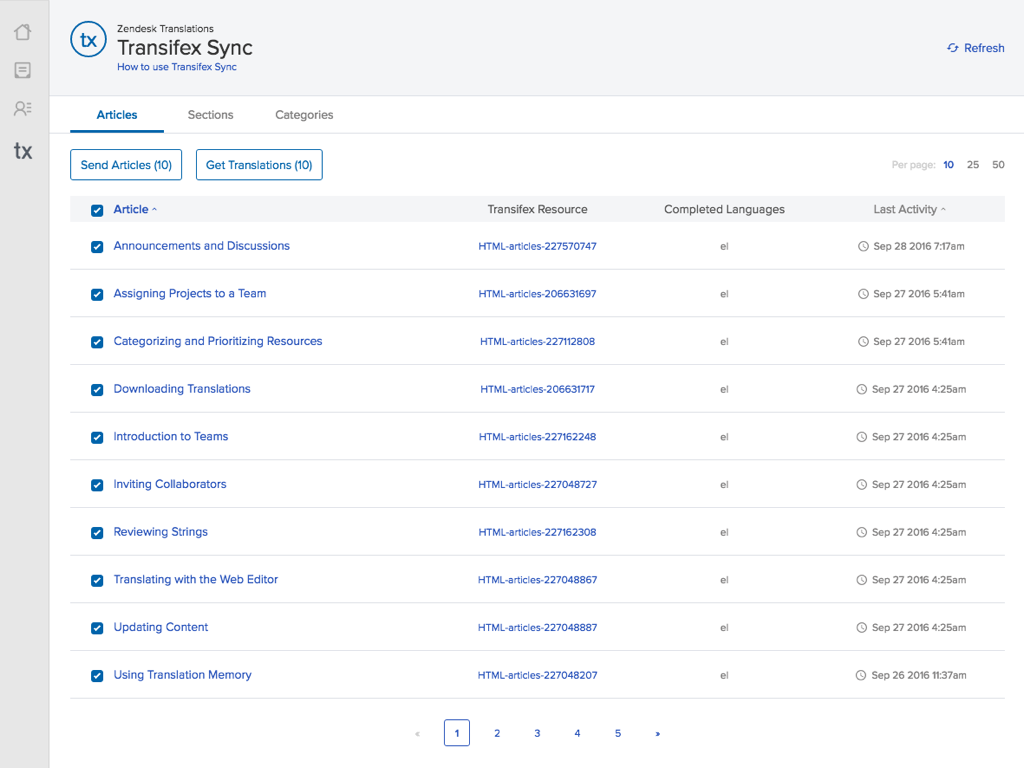 tx
Zendesk Translations
Transifex Sync
How to use Transifex Sync
Refresh
tx
Articles Sections Categories
Send Articles (10) Get Translations (10) Per page: 10 25 50
Article Transifex Resource Completed Languages Last Activity
Announcements and Discussions HTML-articles-227570747 el Sep 28 2016 7:17am
Assigning Projects to a Team HTML-articles-206631697 el Sep 27 2016 5:41am
Categorizing and Prioritizing Resources HTML-articles-227112808 el Sep 27 2016 5:41am
Downloading Translations HTML-articles-206631717 el Sep 27 2016 4:25am
Introduction to Teams HTML-articles-227162248 el Sep 27 2016 4:25am
Inviting Collaborators HTML-articles-227048727 el Sep 27 2016 4:25am
Reviewing Strings HTML-articles-227162308 el Sep 27 2016 4:25am
Translating with the Web Editor HTML-articles-227048867 el Sep 27 2016 4:25am
Updating Content HTML-articles-227048887 el Sep 27 2016 4:25am
Using Translation Memory HTML-articles-227048207 el Sep 26 2016 11:37am
« 1 2 3 4 5 »